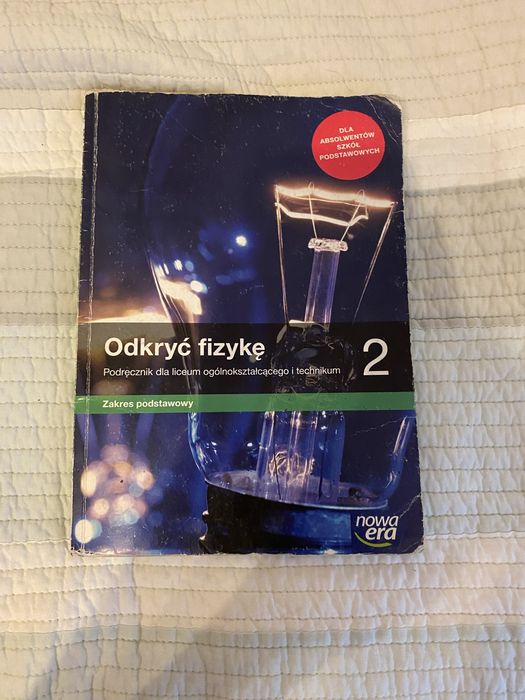 DLA
ABSOLWENTÓW
SZKÓŁ
PODSTAWOWYCH
Odkryć fizykę 2
Podręcznik dla liceum ogólnokształcącego i technikum
Zakres podstawowy
nowa
era